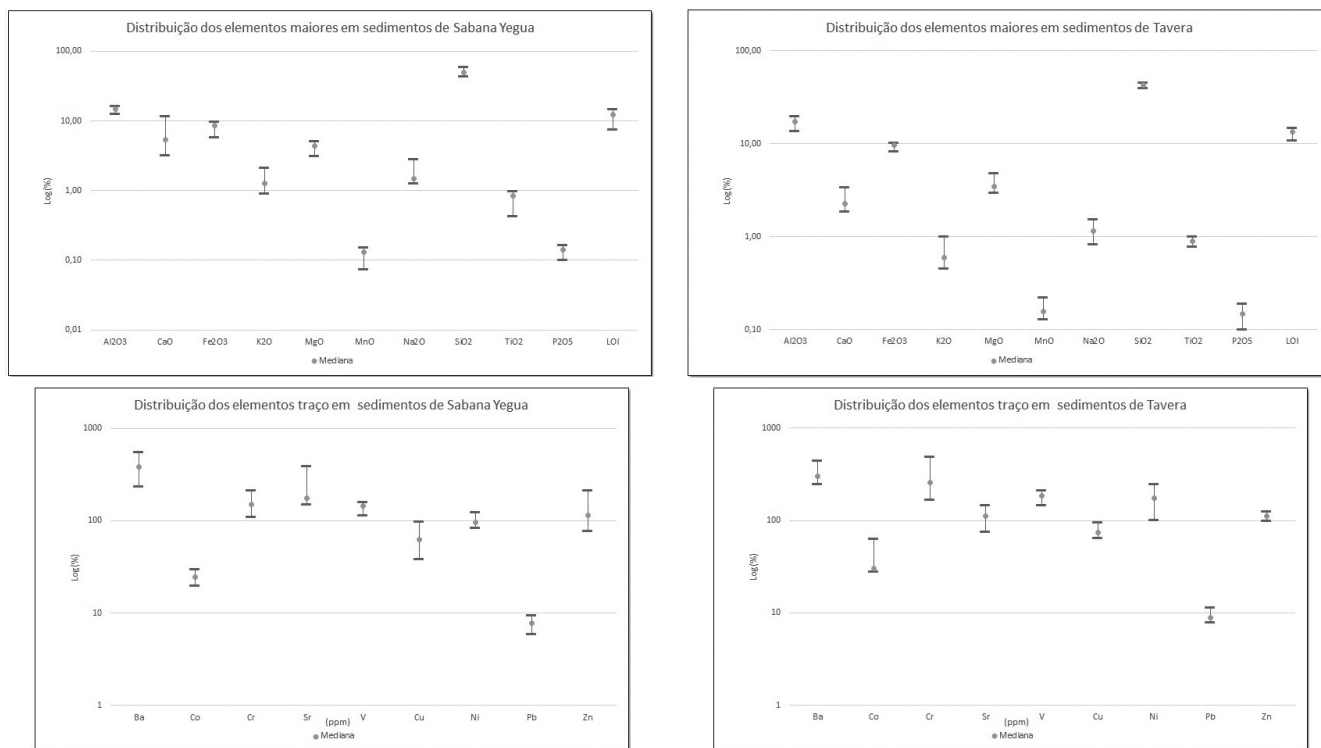 Distribuição dos elementos maiores em sedimentos de Sabana Yegua
100,00
10,00
1,00
0,10
0,01
Log(%)
Al2O3 CaO Fe2O3 K2O MgO MnO Na2O SiO2 TiO2 P2O5 LOI
Mediana
Distribuição dos elementos maiores em sedimentos de Tavera
100,00
10,00
1,00
0,10
Log(%)
Al2O3 CaO Fe2O3 K2O MgO MnO Na2O SiO2 TiO2 P2O5 LOI
Mediana
Distribuição dos elementos traço em sedimentos de Sabana Yegua
1000
100
10
1
Log(%)
Ba Co Cr Sr V Cu Ni Pb Zn
(ppm)
Mediana
Distribuição dos elementos traço em sedimentos de Tavera
1000
100
10
1
Log(%)
Ba Co Cr Sr V Cu Ni Pb Zn
(ppm)
Mediana